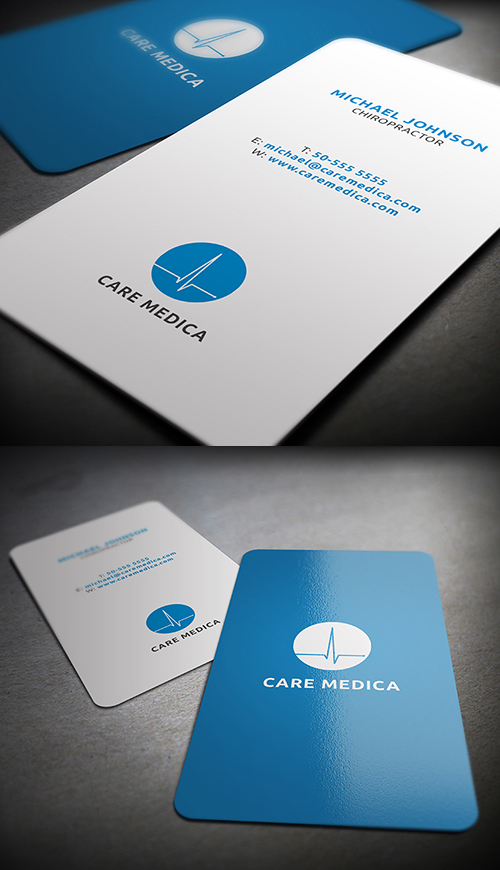 CARE MEDICA
MICHAEL JOHNSON
CHIROPRACTOR
T: 50-555 5555
E: michael@caremedica.com
W: www.caremedica.com
CARE MEDICA
MICHAEL JOHNSON
CHIROPRACTOR
T: 50-555 5555
E: michael@caremedica.com
W: www.caremedica.com
CARE MEDICA
CARE MEDICA